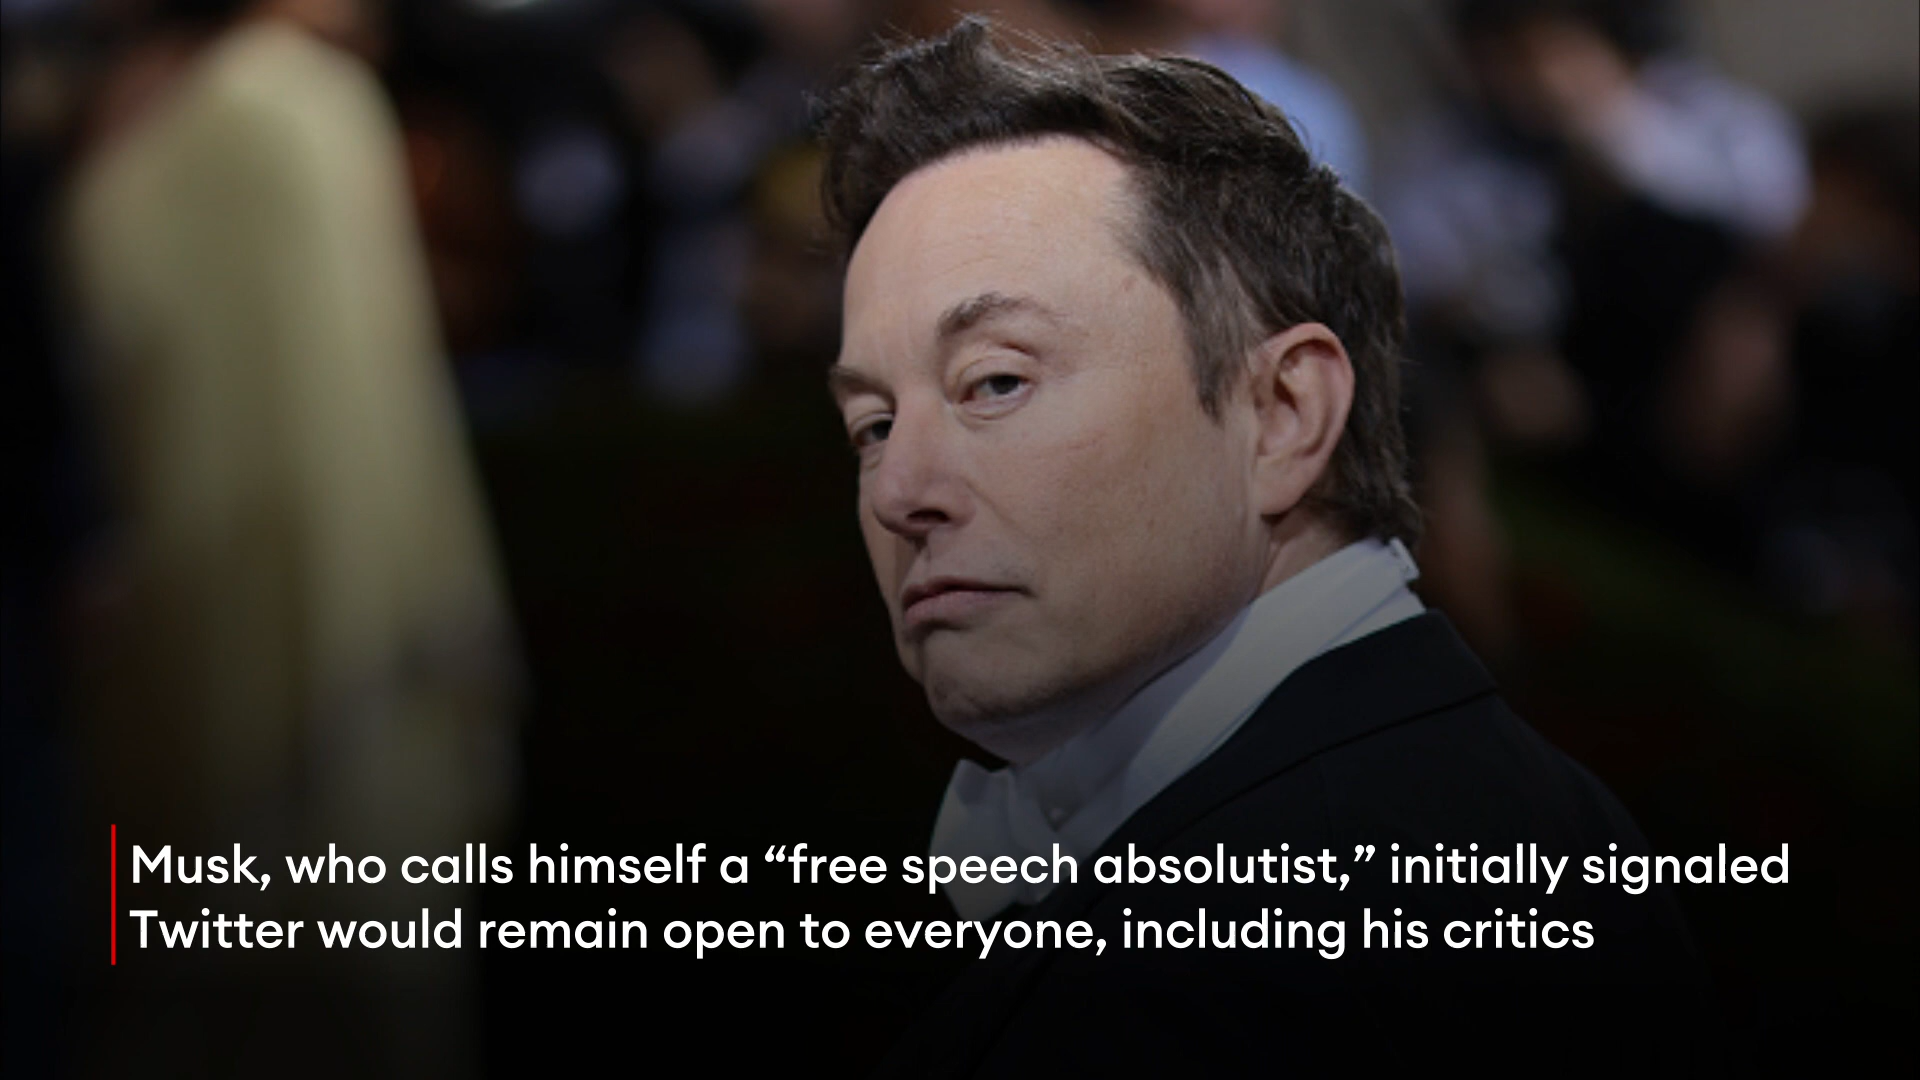 Musk, who calls himself a “free speech absolutist,” initially signaled
Twitter would remain open to everyone, including his critics